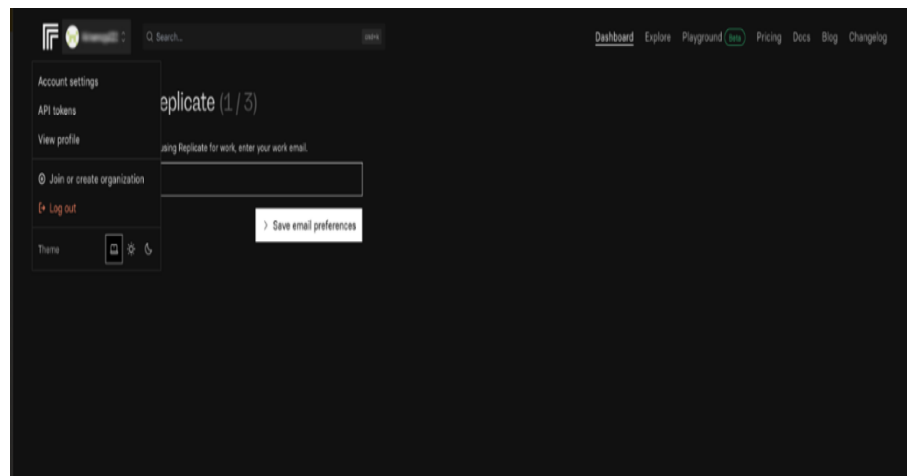 Search...
Dashboard Explore Playground Beta Pricing Docs Blog Changelog
Account settings
API tokens
View profile
eplicate (1 / 3)
using Replicate for work, enter your work email.
Join or create organization
Log out
Save email preferences
Theme